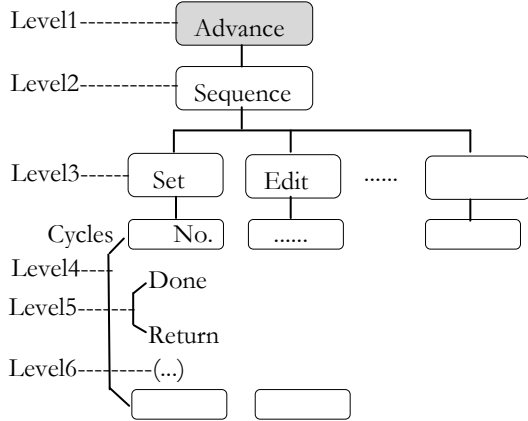 Level1 Advance
Level2 Sequence
Level3 Set Edit ......
Cycles No. ......
Level4
Done
Level5
Return
Level6 (...)